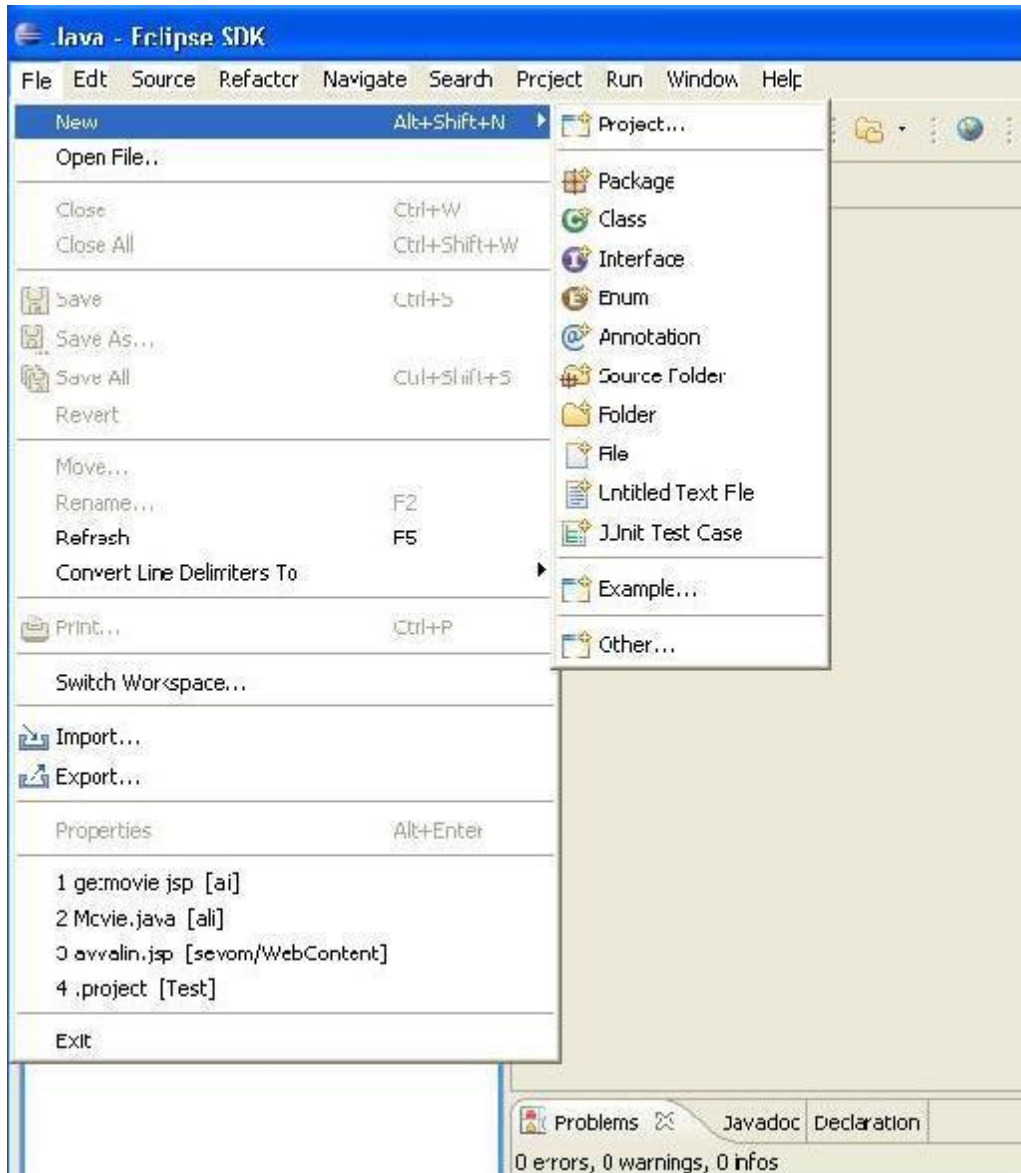 Java - Eclipse SDK
File Edit Source Refactor Navigate Search Project Run Window Help
New Alt+Shift+N
Open File..
Close Ctrl+W
Close All Ctrl+Shift+W
Save Ctrl+S
Save As...
Save All Ctrl+Shift+S
Revert
Move...
Rename... F2
Refresh F5
Convert Line Delimiters To
Print... Ctrl+P
Switch Workspace...
Import...
Export...
Properties Alt+Enter
1 getmovie.jsp [ali]
2 Movie.java [ali]
3 avvalin.jsp [sevom/WebContent]
4 .project [Test]
Exit
Project...
Package
Class
Interface
Enum
Annotation
Source Folder
Folder
File
Untitled Text File
JUnit Test Case
Example...
Other...
Problems Javadoc Declaration
0 errors, 0 warnings, 0 infos